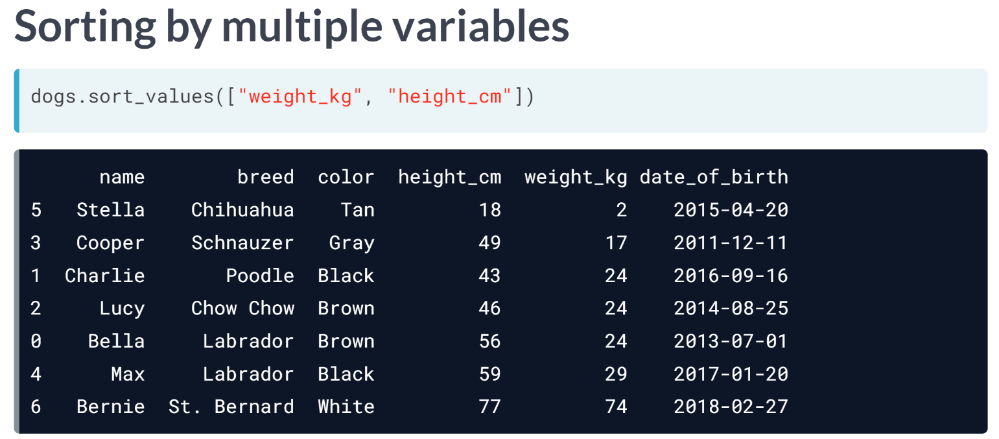 Sorting by multiple variables
dogs.sort_values(["weight_kg", "height_cm"])
name breed color height_cm weight_kg date_of_birth
5 Stella Chihuahua Tan 18 2 2015-04-20
3 Cooper Schnauzer Gray 49 17 2011-12-11
1 Charlie Poodle Black 43 24 2016-09-16
2 Lucy Chow Chow Brown 46 24 2014-08-25
0 Bella Labrador Brown 56 24 2013-07-01
4 Max Labrador Black 59 29 2017-01-20
6 Bernie St. Bernard White 77 74 2018-02-27